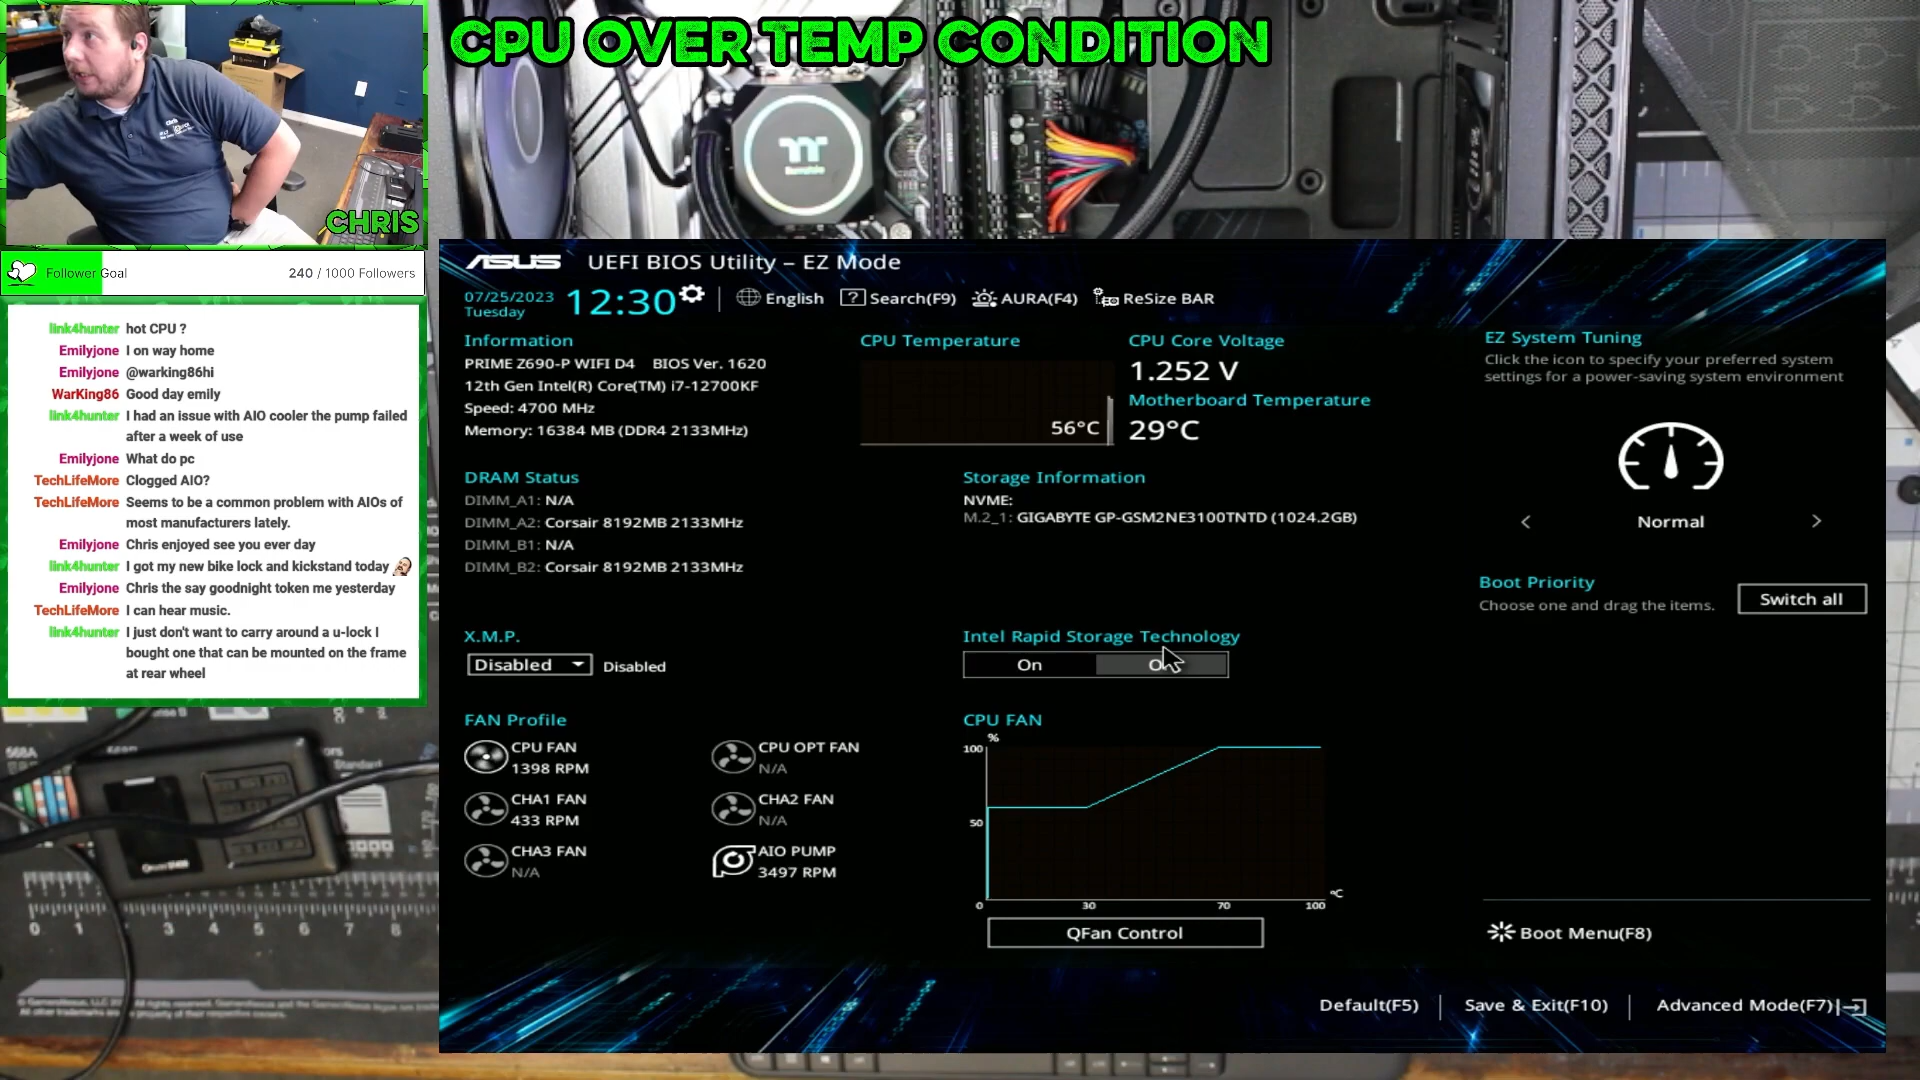 CPU OVER TEMP CONDITION
CHRIS
Follower Goal
240 / 1000 Followers
link4hunter hot CPU ?
Emilyjone I on way home
Emilyjone @warking86hi
WarKing86 Good day emily
link4hunter I had an issue with AIO cooler the pump failed
after a week of use
Emilyjone What do pc
TechLifeMore Clogged AIO?
TechLifeMore Seems to be a common problem with AIOs of
most manufacturers lately.
Emilyjone Chris enjoyed see you ever day
link4hunter I got my new bike lock and kickstand today
Emilyjone Chris the say goodnight token me yesterday
TechLifeMore I can hear music.
link4hunter I just don't want to carry around a u-lock I
bought one that can be mounted on the frame
at rear wheel
ASUS UEFI BIOS Utility – EZ Mode
07/25/2023
Tuesday
12:30
English
? Search(F9)
AURA(F4)
ReSize BAR
Information
PRIME Z690-P WIFI D4 BIOS Ver. 1620
12th Gen Intel(R) Core(TM) i7-12700KF
Speed: 4700 MHz
Memory: 16384 MB (DDR4 2133MHz)
CPU Temperature
56°C
CPU Core Voltage
1.252 V
Motherboard Temperature
29°C
EZ System Tuning
Click the icon to specify your preferred system
settings for a power-saving system environment
< Normal >
DRAM Status
DIMM_A1: N/A
DIMM_A2: Corsair 8192MB 2133MHz
DIMM_B1: N/A
DIMM_B2: Corsair 8192MB 2133MHz
Storage Information
NVME:
M.2_1: GIGABYTE GP-GSM2NE3100TNTD (1024.2GB)
Boot Priority
Choose one and drag the items.
Switch all
X.M.P.
Disabled Disabled
Intel Rapid Storage Technology
On
FAN Profile
CPU FAN
1398 RPM
CPU OPT FAN
N/A
CHA1 FAN
433 RPM
CHA2 FAN
N/A
CHA3 FAN
N/A
AIO PUMP
3497 RPM
CPU FAN
%
100
50
0 30 70 100
°C
QFan Control
Boot Menu(F8)
Default(F5)
Save & Exit(F10)
Advanced Mode(F7)
568A
0 1 3 4 5 6 7 8